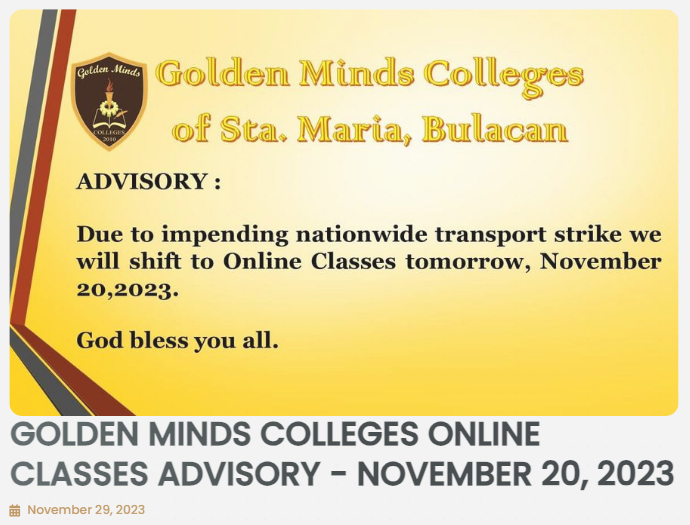 Golden Minds
COLLEGES
2010
Golden Minds Colleges
of Sta. Maria, Bulacan
ADVISORY :
Due to impending nationwide transport strike we
will shift to Online Classes tomorrow, November
20,2023.
God bless you all.
GOLDEN MINDS COLLEGES ONLINE
CLASSES ADVISORY - NOVEMBER 20, 2023
November 29, 2023